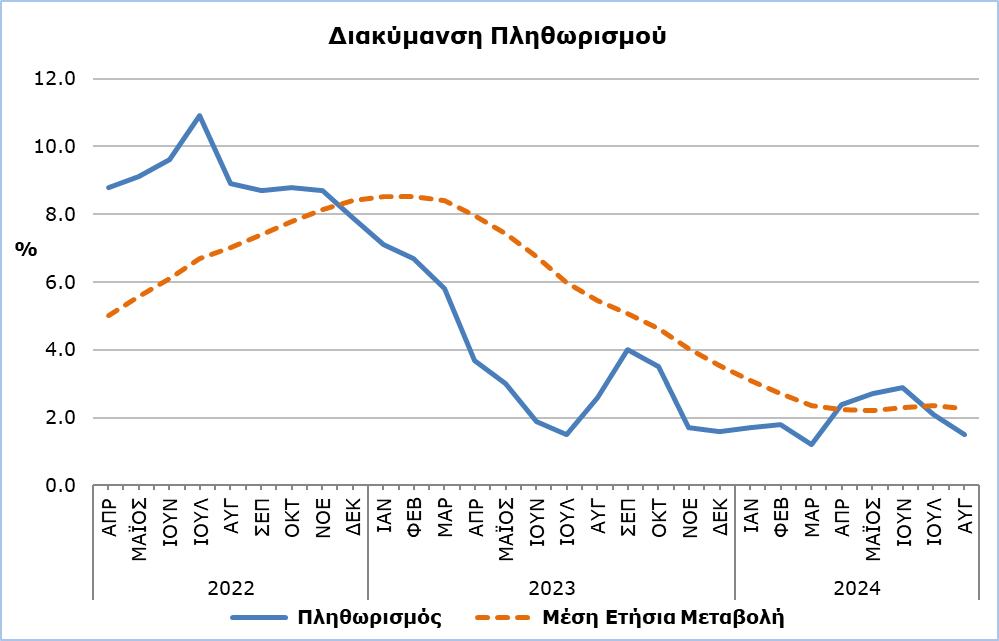 Διακύμανση Πληθωρισμού
12.0
10.0
8.0
%
6.0
4.0
2.0
0.0
ΑΠΡ ΜΑΪΟΣ ΙΟΥΝ ΙΟΥΛ ΑΥΓ ΣΕΠ ΟΚΤ ΝΟΕ ΔΕΚ ΙΑΝ ΦΕΒ ΜΑΡ ΑΠΡ ΜΑΪΟΣ ΙΟΥΝ ΙΟΥΛ ΑΥΓ ΣΕΠ ΟΚΤ ΝΟΕ ΔΕΚ ΙΑΝ ΦΕΒ ΜΑΡ ΑΠΡ ΜΑΪΟΣ ΙΟΥΝ ΙΟΥΛ ΑΥΓ
2022 2023 2024
Πληθωρισμός Μέση Ετήσια Μεταβολή